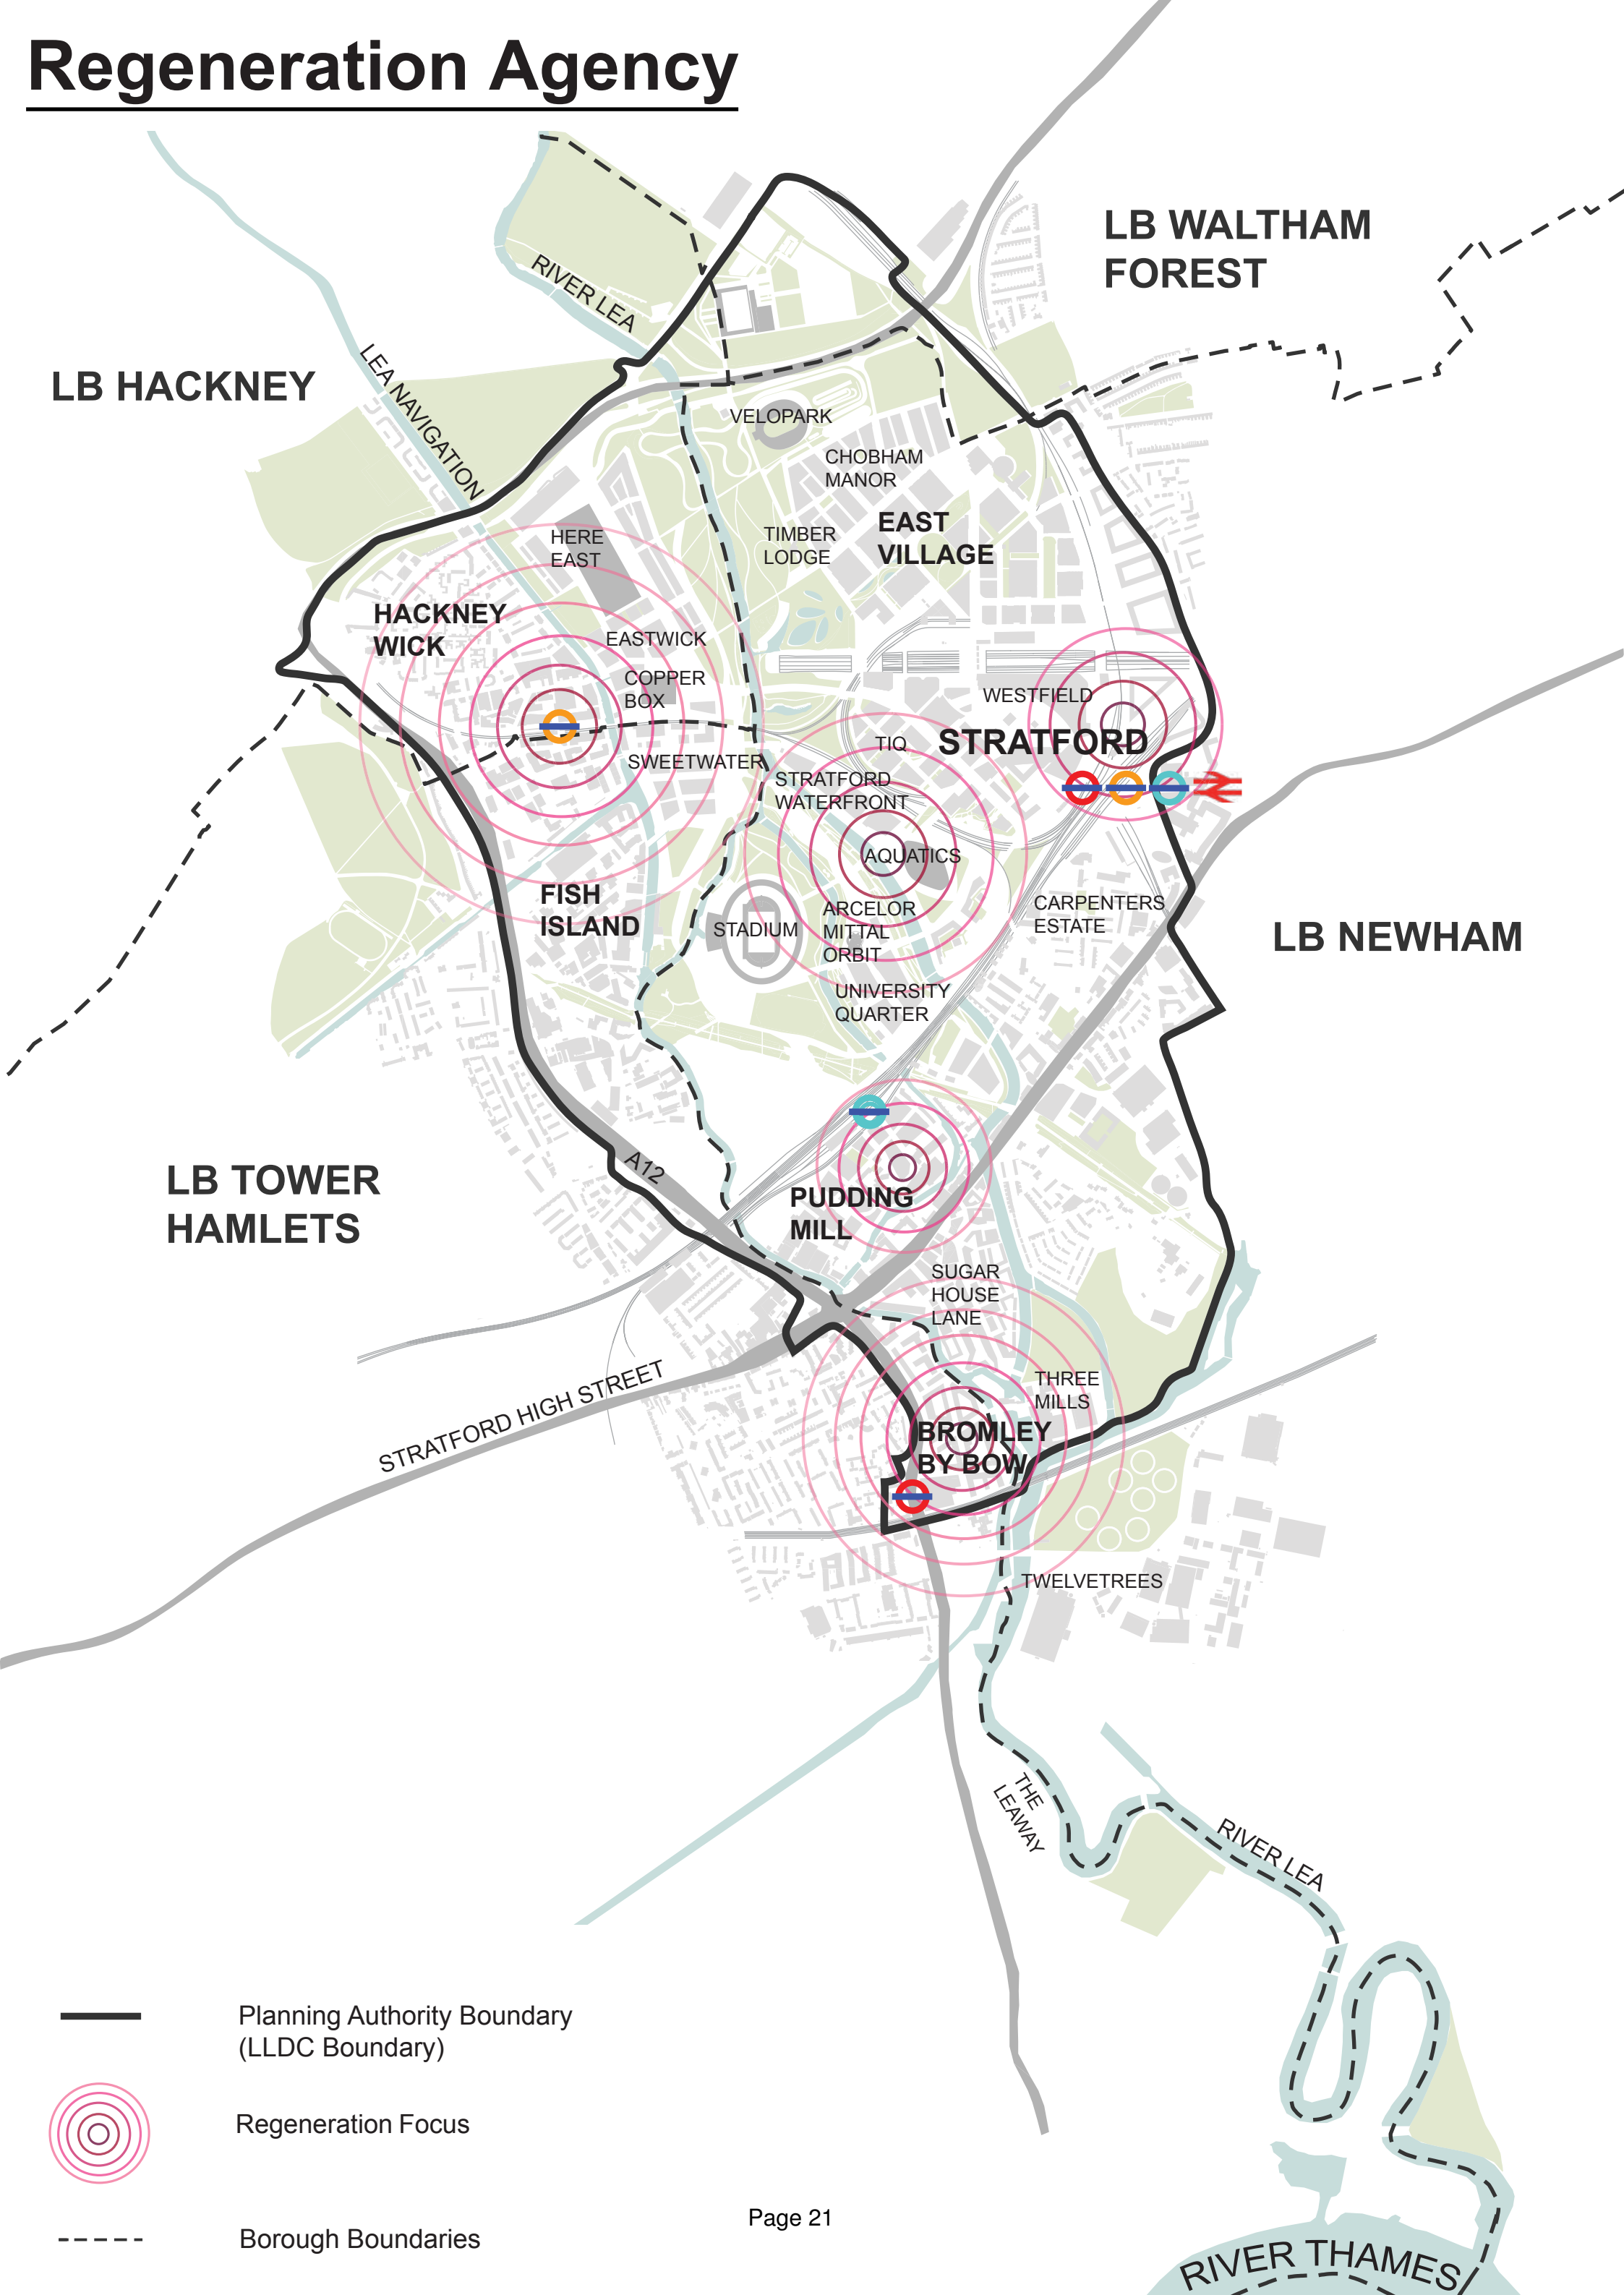 Regeneration Agency
LB WALTHAM
FOREST
RIVER LEA
LEA NAVIGATION
LB HACKNEY
VELOPARK
CHOBHAM
MANOR
EAST
VILLAGE
TIMBER
LODGE
HERE
EAST
HACKNEY
WICK
EASTWICK
COPPER
BOX
WESTFIELD
STRATFORD
TIQ
SWEETWATER
STRATFORD
WATERFRONT
AQUATICS
FISH
ISLAND
STADIUM
ARCELOR
MITTAL
ORBIT
CARPENTERS
ESTATE
LB NEWHAM
UNIVERSITY
QUARTER
A12
LB TOWER
HAMLETS
PUDDING
MILL
SUGAR
HOUSE
LANE
STRATFORD HIGH STREET
THREE
MILLS
BROMLEY
BY BOW
TWELVETREES
THE
LEAWAY
RIVER LEA
Planning Authority Boundary
(LLDC Boundary)
Regeneration Focus
Borough Boundaries
Page 21
RIVER THAMES